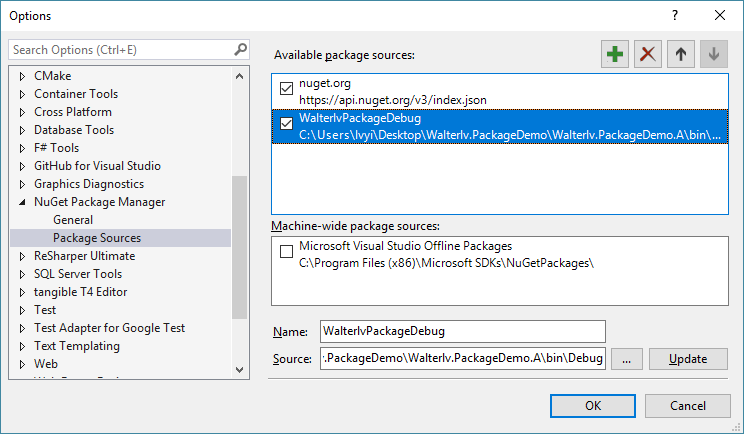 Options
Search Options (Ctrl+E)
CMake
Container Tools
Cross Platform
Database Tools
F# Tools
GitHub for Visual Studio
Graphics Diagnostics
NuGet Package Manager
General
Package Sources
ReSharper Ultimate
SQL Server Tools
tangible T4 Editor
Test
Test Adapter for Google Test
Text Templating
Web
Available package sources:
nuget.org
https://api.nuget.org/v3/index.json
WalterlvPackageDebug
C:\Users\lvyi\Desktop\Walterlv.PackageDemo\Walterlv.PackageDemo.A\bin\...
Machine-wide package sources:
Microsoft Visual Studio Offline Packages
C:\Program Files (x86)\Microsoft SDKs\NuGetPackages\
Name: WalterlvPackageDebug
Source: .PackageDemo\Walterlv.PackageDemo.A\bin\Debug ... Update
OK Cancel